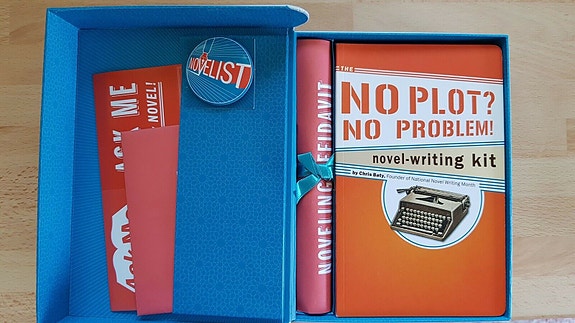 NOVELIST
ASK ME
NOVEL!
NOVELING AFFIDAVIT
THE
NO PLOT?
NO PROBLEM!
novel-writing kit
by Chris Baty, Founder of National Novel Writing Month